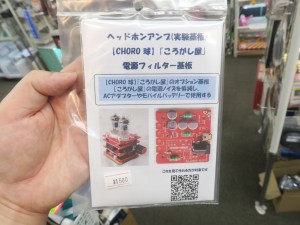 ヘッドホンアンプ(実験基板
【CHORO 球】「ころがし屋」
電源フィルター基板
【CHORO 球】「ころがし屋」のオプション基板
「ころがし屋」の電源ノイズを低減し、
ACアダプターやモバイルバッテリーで使用する